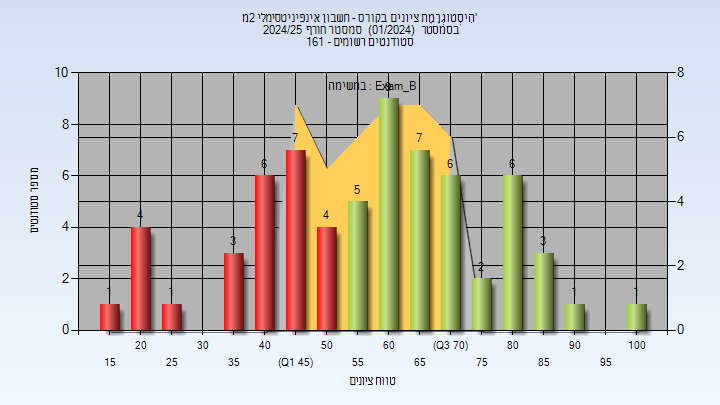 היסטוגרמת ציונים בקורס - חשבון אינפיניטסימלי 2מ'
בסמסטר (01/2024) סמסטר חורף 2024/25
סטודנטים רשומים - 161
במשימה : Exam_B
10 8 6 4 2 0
מספר סטודנטים
8 6 4 2 0
1 4 1 3 6 7 4 5 9 7 6 2 6 3 1 1
20 30 40 50 60 (Q3 70) 80 90 100
15 25 35 (Q1 45) 55 65 75 85 95
טווח ציונים